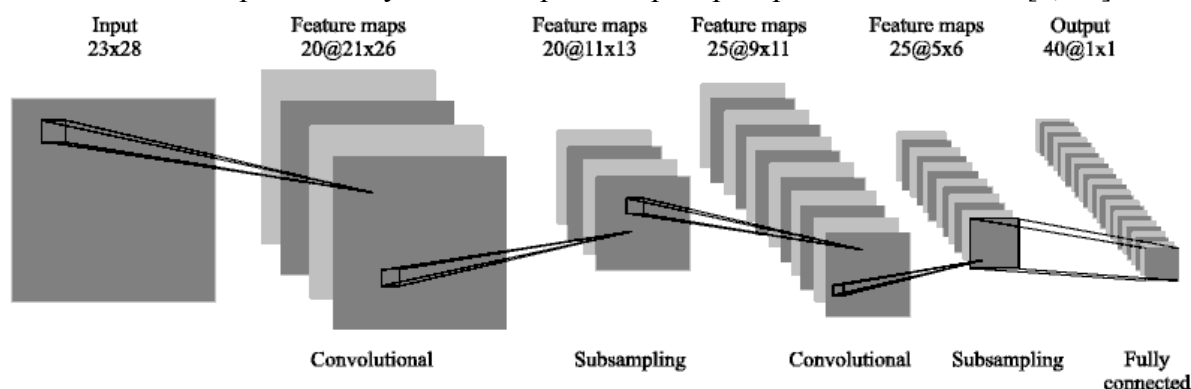 Input
23x28
Feature maps
20@21x26
Feature maps
20@11x13
Feature maps
25@9x11
Feature maps
25@5x6
Output
40@1x1
Convolutional
Subsampling
Convolutional
Subsampling
Fully
connected